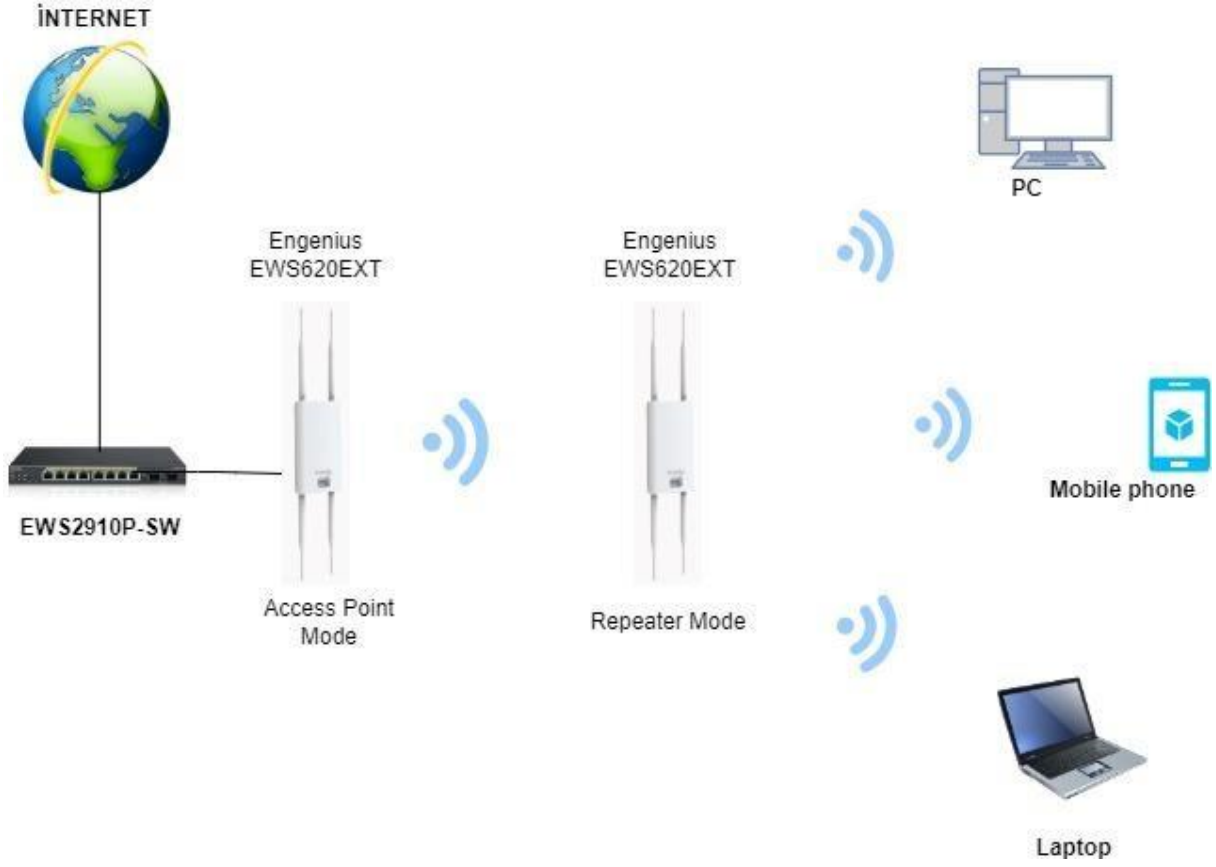 İNTERNET
PC
Engenius
EWS620EXT
Engenius
EWS620EXT
Mobile phone
EWS2910P-SW
Access Point
Mode
Repeater Mode
Laptop